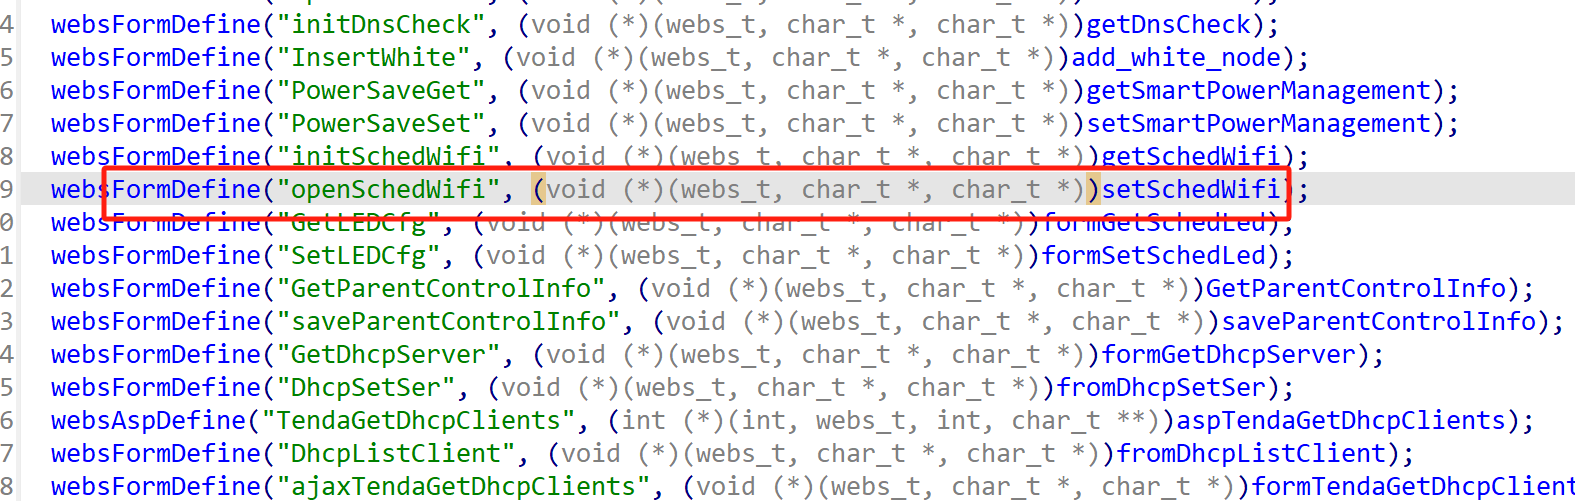 4 websFormDefine("initDnsCheck", (void (*)(webs_t, char_t *, char_t *))getDnsCheck);
5 websFormDefine("InsertWhite", (void (*)(webs_t, char_t *, char_t *))add_white_node);
6 websFormDefine("PowerSaveGet", (void (*)(webs_t, char_t *, char_t *))getSmartPowerManagement);
7 websFormDefine("PowerSaveSet", (void (*)(webs_t, char_t *, char_t *))setSmartPowerManagement);
8 websFormDefine("initSchedWifi", (void (*)(webs_t, char_t *, char_t *))getSchedWifi);
9 websFormDefine("openSchedWifi", (void (*)(webs_t, char_t *, char_t *))setSchedWifi);
0 websFormDefine("GetLEDCfg", (void (*)(webs_t, char_t *, char_t *))formGetSchedLed);
1 websFormDefine("SetLEDCfg", (void (*)(webs_t, char_t *, char_t *))formSetSchedLed);
2 websFormDefine("GetParentControlInfo", (void (*)(webs_t, char_t *, char_t *))GetParentControlInfo);
3 websFormDefine("saveParentControlInfo", (void (*)(webs_t, char_t *, char_t *))saveParentControlInfo);
4 websFormDefine("GetDhcpServer", (void (*)(webs_t, char_t *, char_t *))formGetDhcpServer);
5 websFormDefine("DhcpSetSer", (void (*)(webs_t, char_t *, char_t *))fromDhcpSetSer);
6 websAspDefine("TendaGetDhcpClients", (int (*)(int, webs_t, int, char_t **))aspTendaGetDhcpClients);
7 websFormDefine("DhcpListClient", (void (*)(webs_t, char_t *, char_t *))fromDhcpListClient);
8 websFormDefine("ajaxTendaGetDhcpClients", (void (*)(webs_t, char_t *, char_t *))formTendaGetDhcpClient